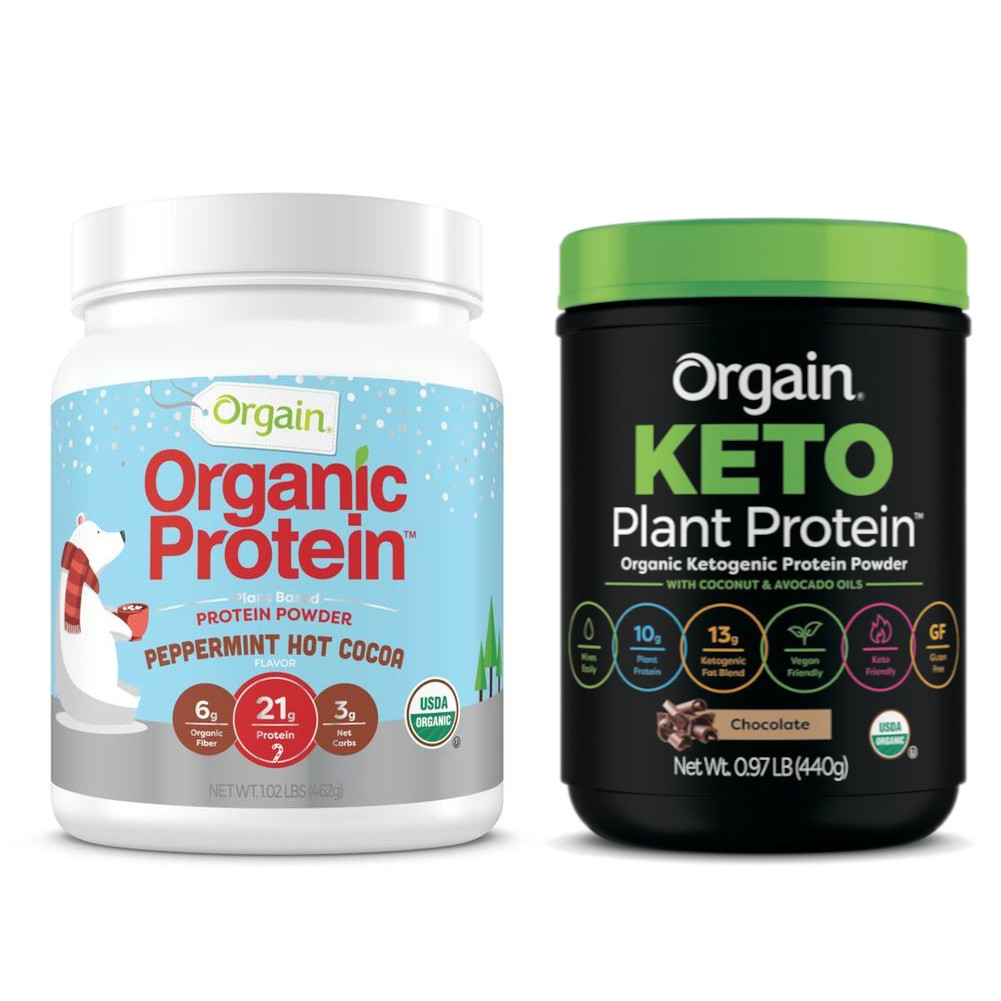 Orgain®
Organic
Protein™
Plant Based
PROTEIN POWDER
PEPPERMINT HOT COCOA
FLAVOR
6g
Organic
Fiber
21g
Protein
3g
Net
Carbs
USDA
ORGANIC
NET WT. 1.02 LBS (462g)
Orgain®
KETO
Plant Protein™
Organic Ketogenic Protein Powder
WITH COCONUT & AVOCADO OILS
Mixes
Easily
10g
Plant
Protein
13g
Ketogenic
Fat Blend
Vegan
Friendly
Keto
Friendly
GF
Gluten
Free
Chocolate
USDA
ORGANIC
Net Wt. 0.97 LB (440g)